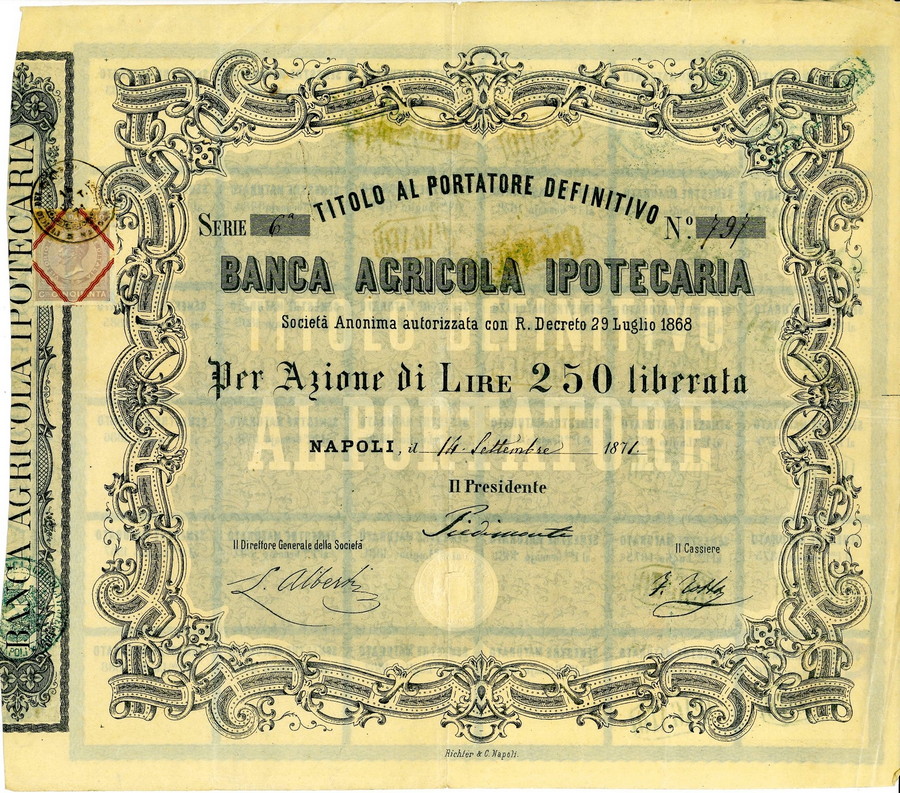 BANCA AGRICOLA IPOTECARIA
TITOLO AL PORTATORE DEFINITIVO
SERIE 6ª
Nº. 797
BANCA AGRICOLA IPOTECARIA
TITOLO DEFINITIVO
Società Anonima autorizzata con R. Decreto 29 Luglio 1868
Per Azione di LIRE 250 liberata
AL PORTATORE
NAPOLI, il 14 Settembre 1871.
Il Presidente
Piedimonte
Il Direttore Generale della Società
Il Cassiere
Richter & C. Napoli.